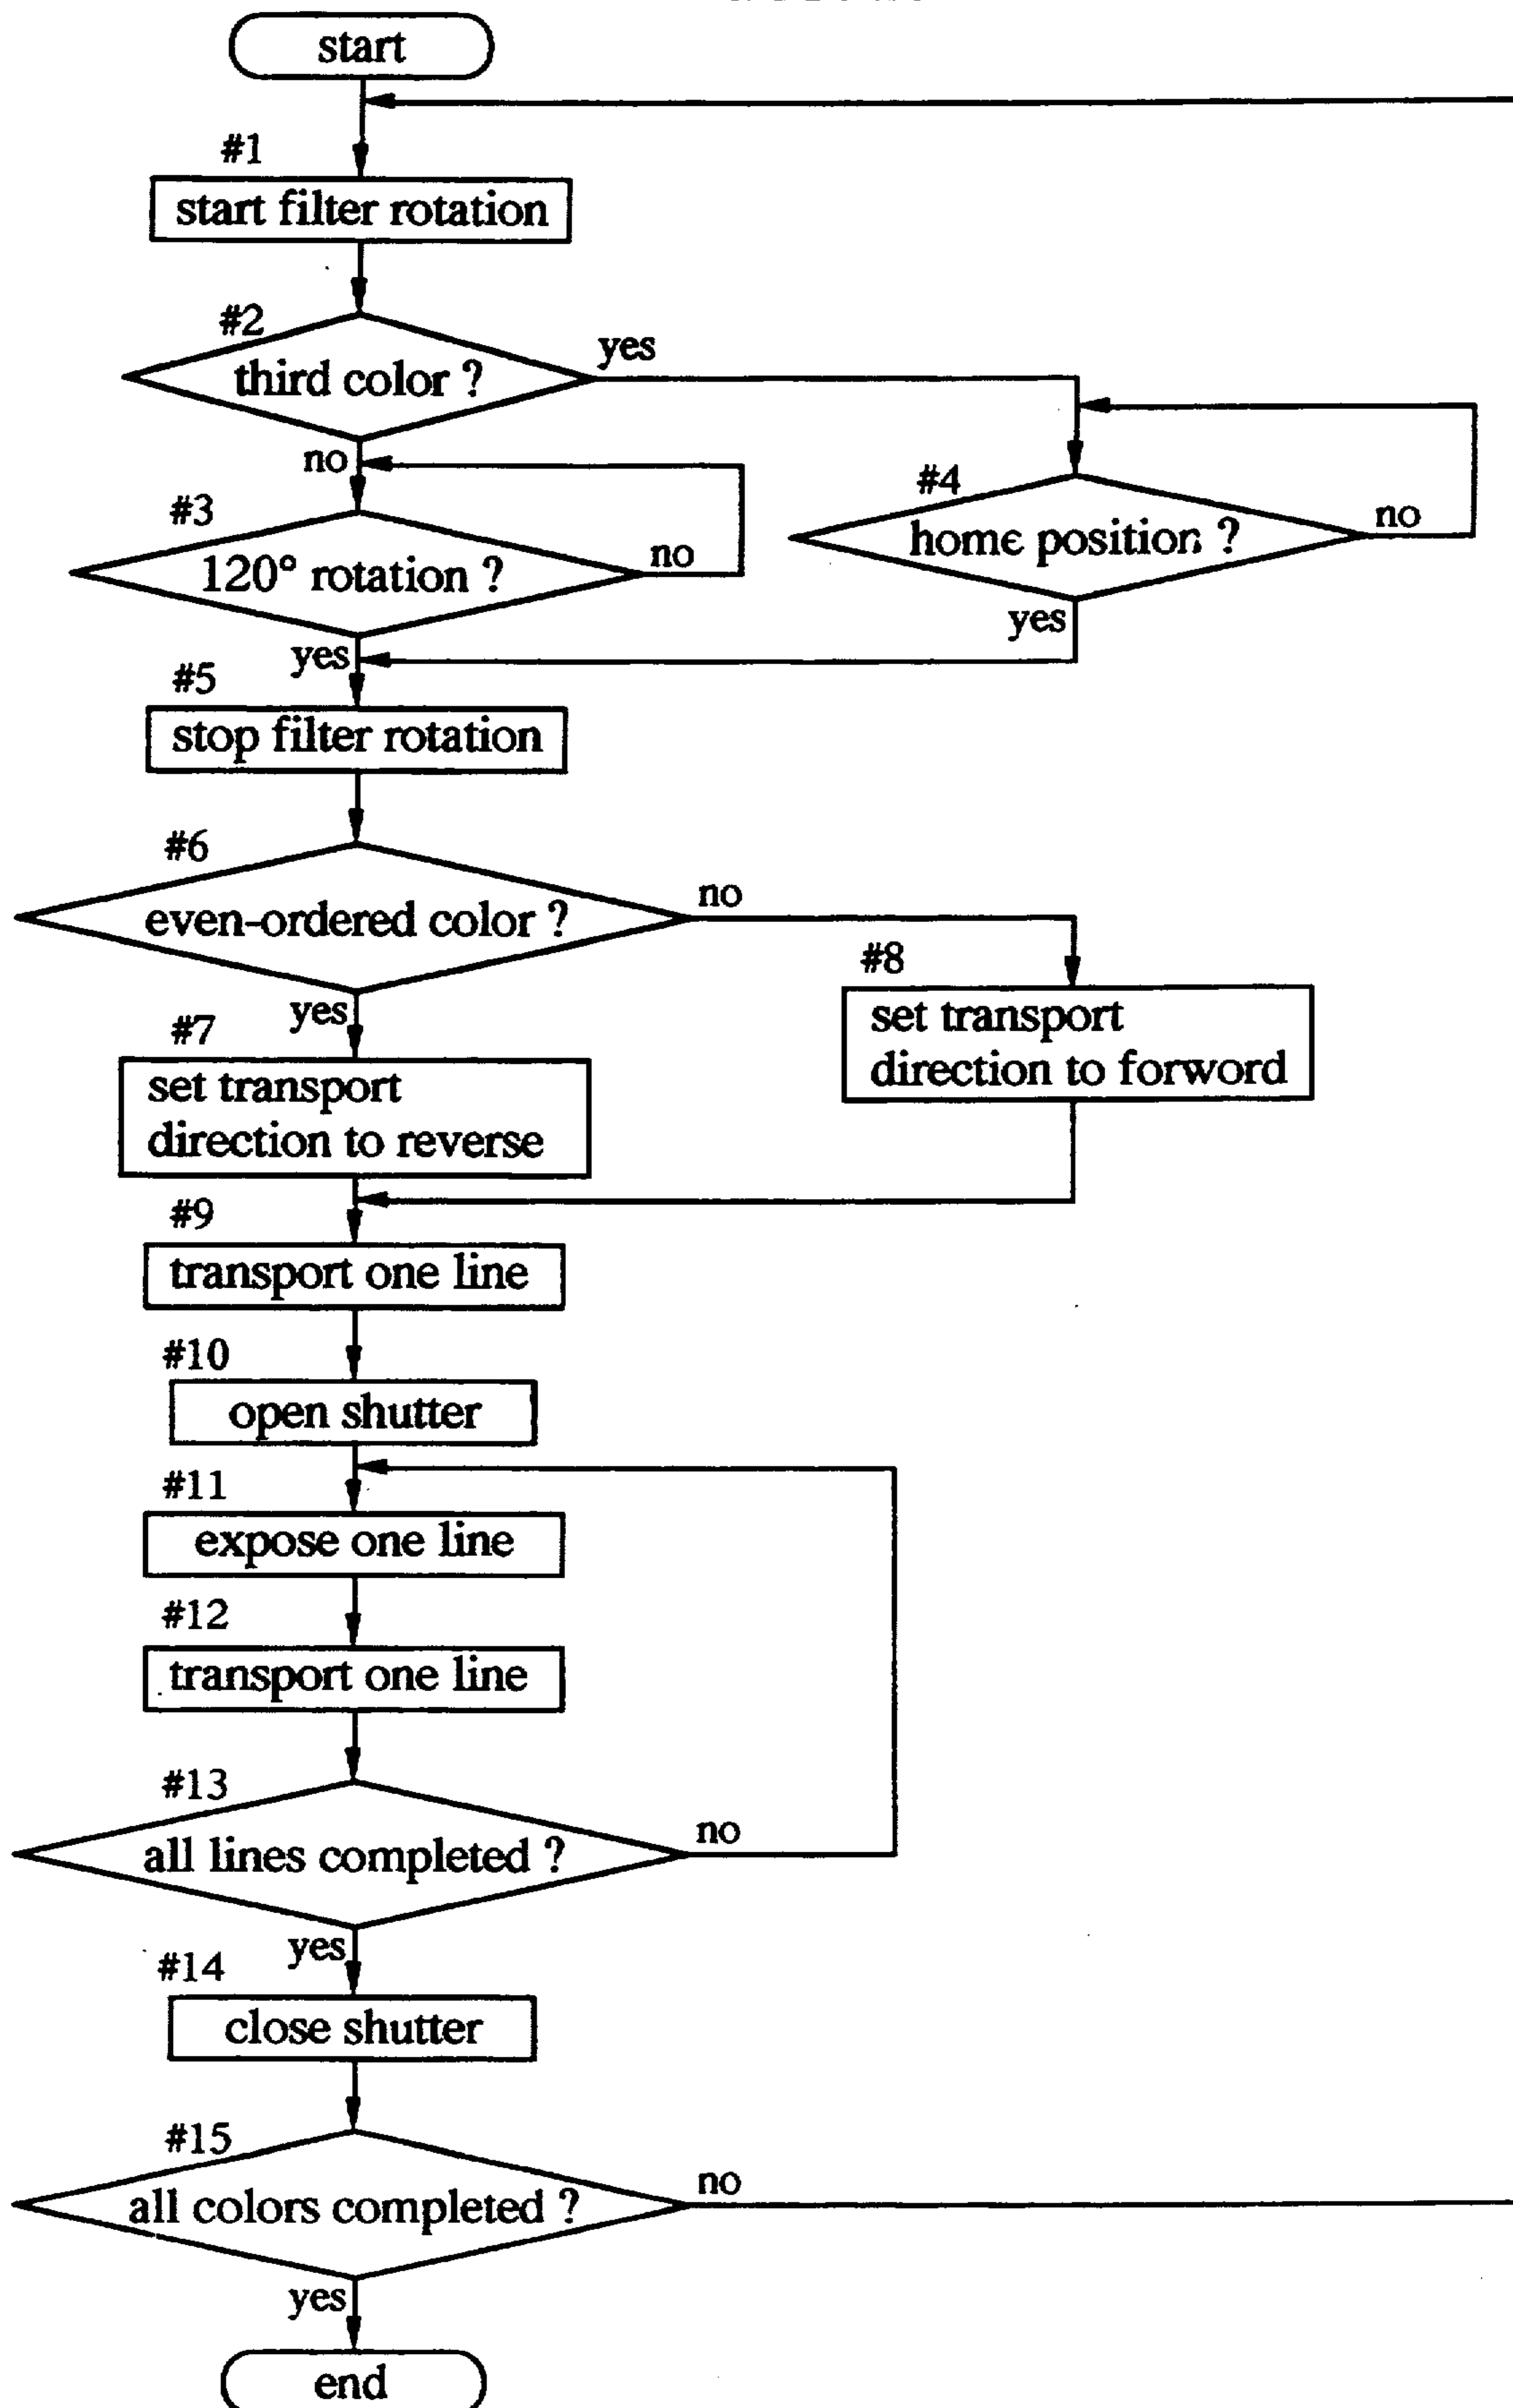 start
#1
start filter rotation
#2
third color ?
yes
no
#3
120° rotation ?
no
#4
home position ?
no
yes
yes
#5
stop filter rotation
#6
even-ordered color ?
no
yes
#7
set transport
direction to reverse
#8
set transport
direction to forword
#9
transport one line
#10
open shutter
#11
expose one line
#12
transport one line
#13
all lines completed ?
no
yes
#14
close shutter
#15
all colors completed ?
no
yes
end